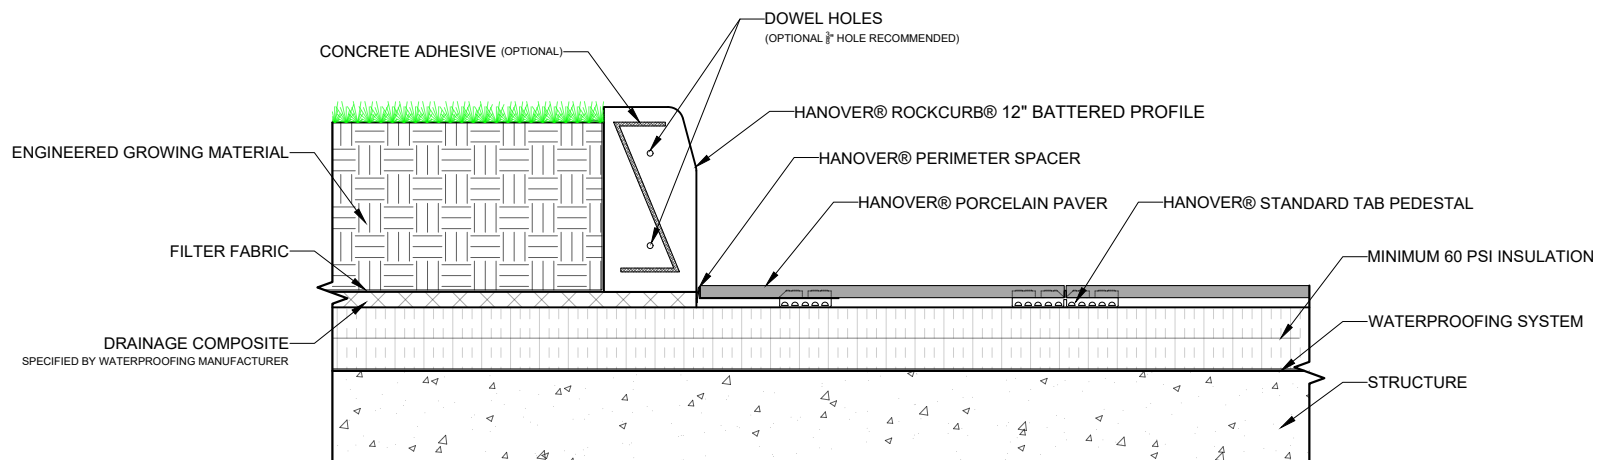 DOWEL HOLES
(OPTIONAL 3/8" HOLE RECOMMENDED)
CONCRETE ADHESIVE (OPTIONAL)
HANOVER® ROCKCURB® 12" BATTERED PROFILE
ENGINEERED GROWING MATERIAL
HANOVER® PERIMETER SPACER
HANOVER® PORCELAIN PAVER
HANOVER® STANDARD TAB PEDESTAL
FILTER FABRIC
MINIMUM 60 PSI INSULATION
DRAINAGE COMPOSITE
SPECIFIED BY WATERPROOFING MANUFACTURER
WATERPROOFING SYSTEM
STRUCTURE